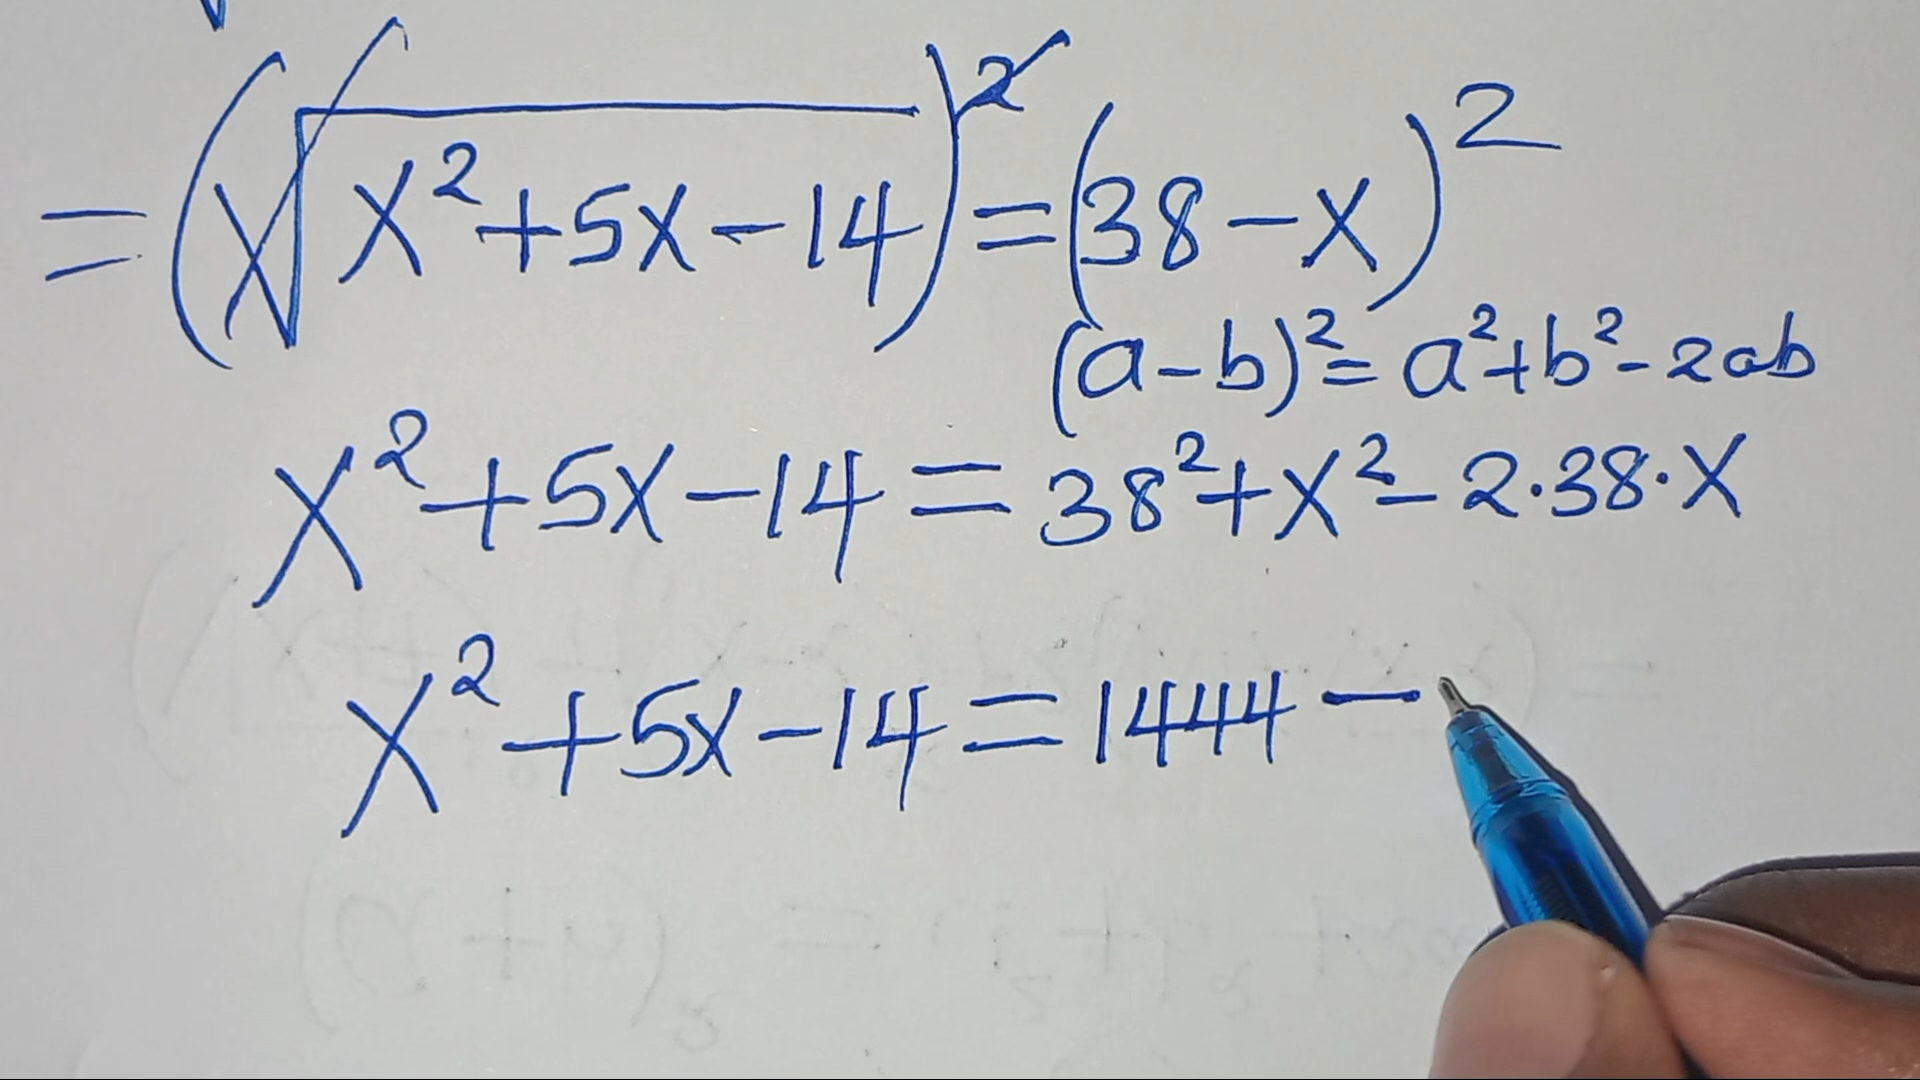 = (√x²+5x-14)² = (38-x)²
(a-b)² = a²+b²-2ab
x²+5x-14 = 38²+x²-2·38·x
x²+5x-14 = 1444 -